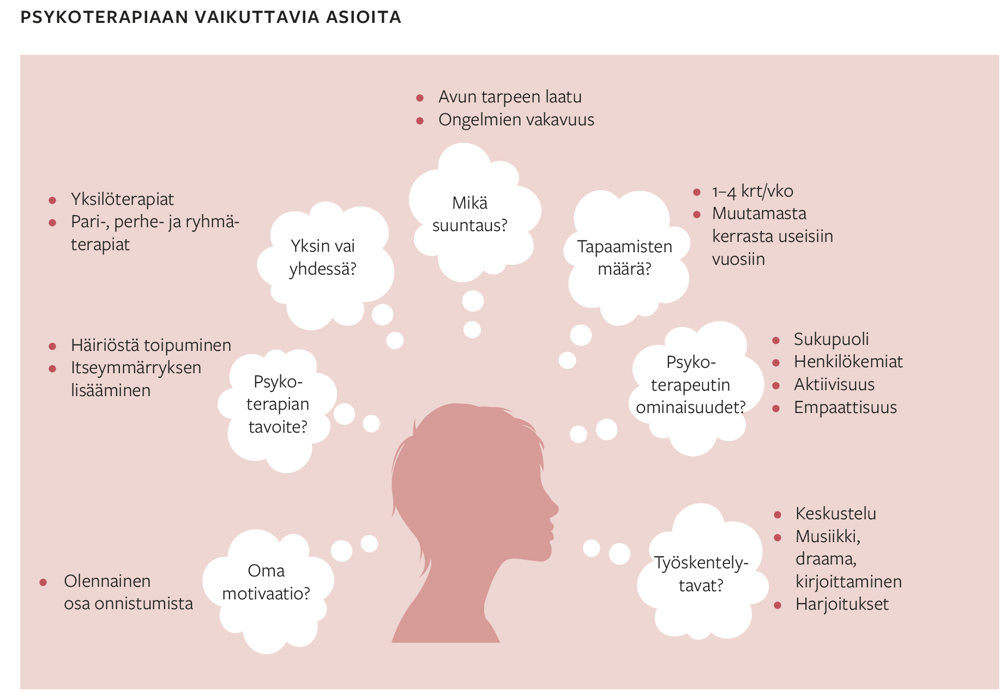 PSYKOTERAPIAAN VAIKUTTAVIA ASIOITA
Avun tarpeen laatu
Ongelmien vakavuus
Mikä
suuntaus?
Yksilöterapiat
Pari-, perhe- ja ryhmä-
terapiat
Yksin vai
yhdessä?
Tapaamisten
määrä?
1–4 krt/vko
Muutamasta
kerrasta useisiin
vuosiin
Häiriöstä toipuminen
Itseymmärryksen
lisääminen
Psyko-
terapian
tavoite?
Psyko-
terapeutin
ominaisuudet?
Sukupuoli
Henkilökemiat
Aktiivisuus
Empaattisuus
Olennainen
osa onnistumista
Oma
motivaatio?
Työskentely-
tavat?
Keskustelu
Musiikki,
draama,
kirjoittaminen
Harjoitukset